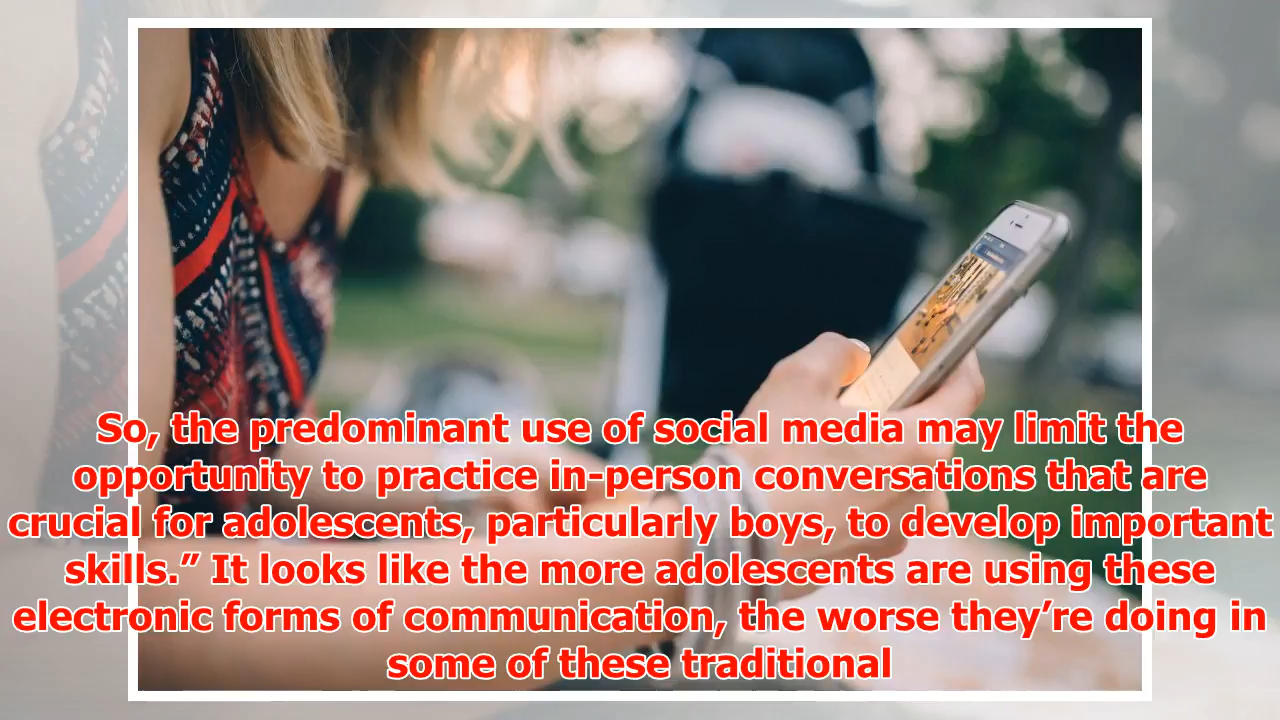 So, the predominant use of social media may limit the
opportunity to practice in-person conversations that are
crucial for adolescents, particularly boys, to develop important
skills.” It looks like the more adolescents are using these
electronic forms of communication, the worse they’re doing in
some of these traditional